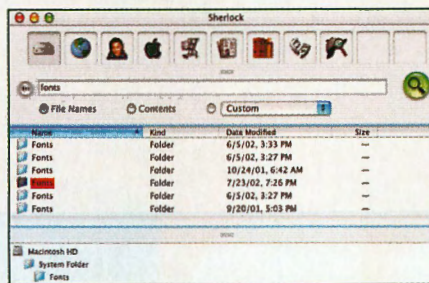 Sherlock
fonts
File Names Contents Custom
Name Kind Date Modified Size
Fonts Folder 6/5/02, 3:33 PM —
Fonts Folder 6/5/02, 3:27 PM —
Fonts Folder 10/24/01, 6:42 AM —
Fonts Folder 7/23/02, 7:26 PM —
Fonts Folder 6/5/02, 3:27 PM —
Fonts Folder 9/20/01, 5:03 PM —
Macintosh HD
System Folder
Fonts